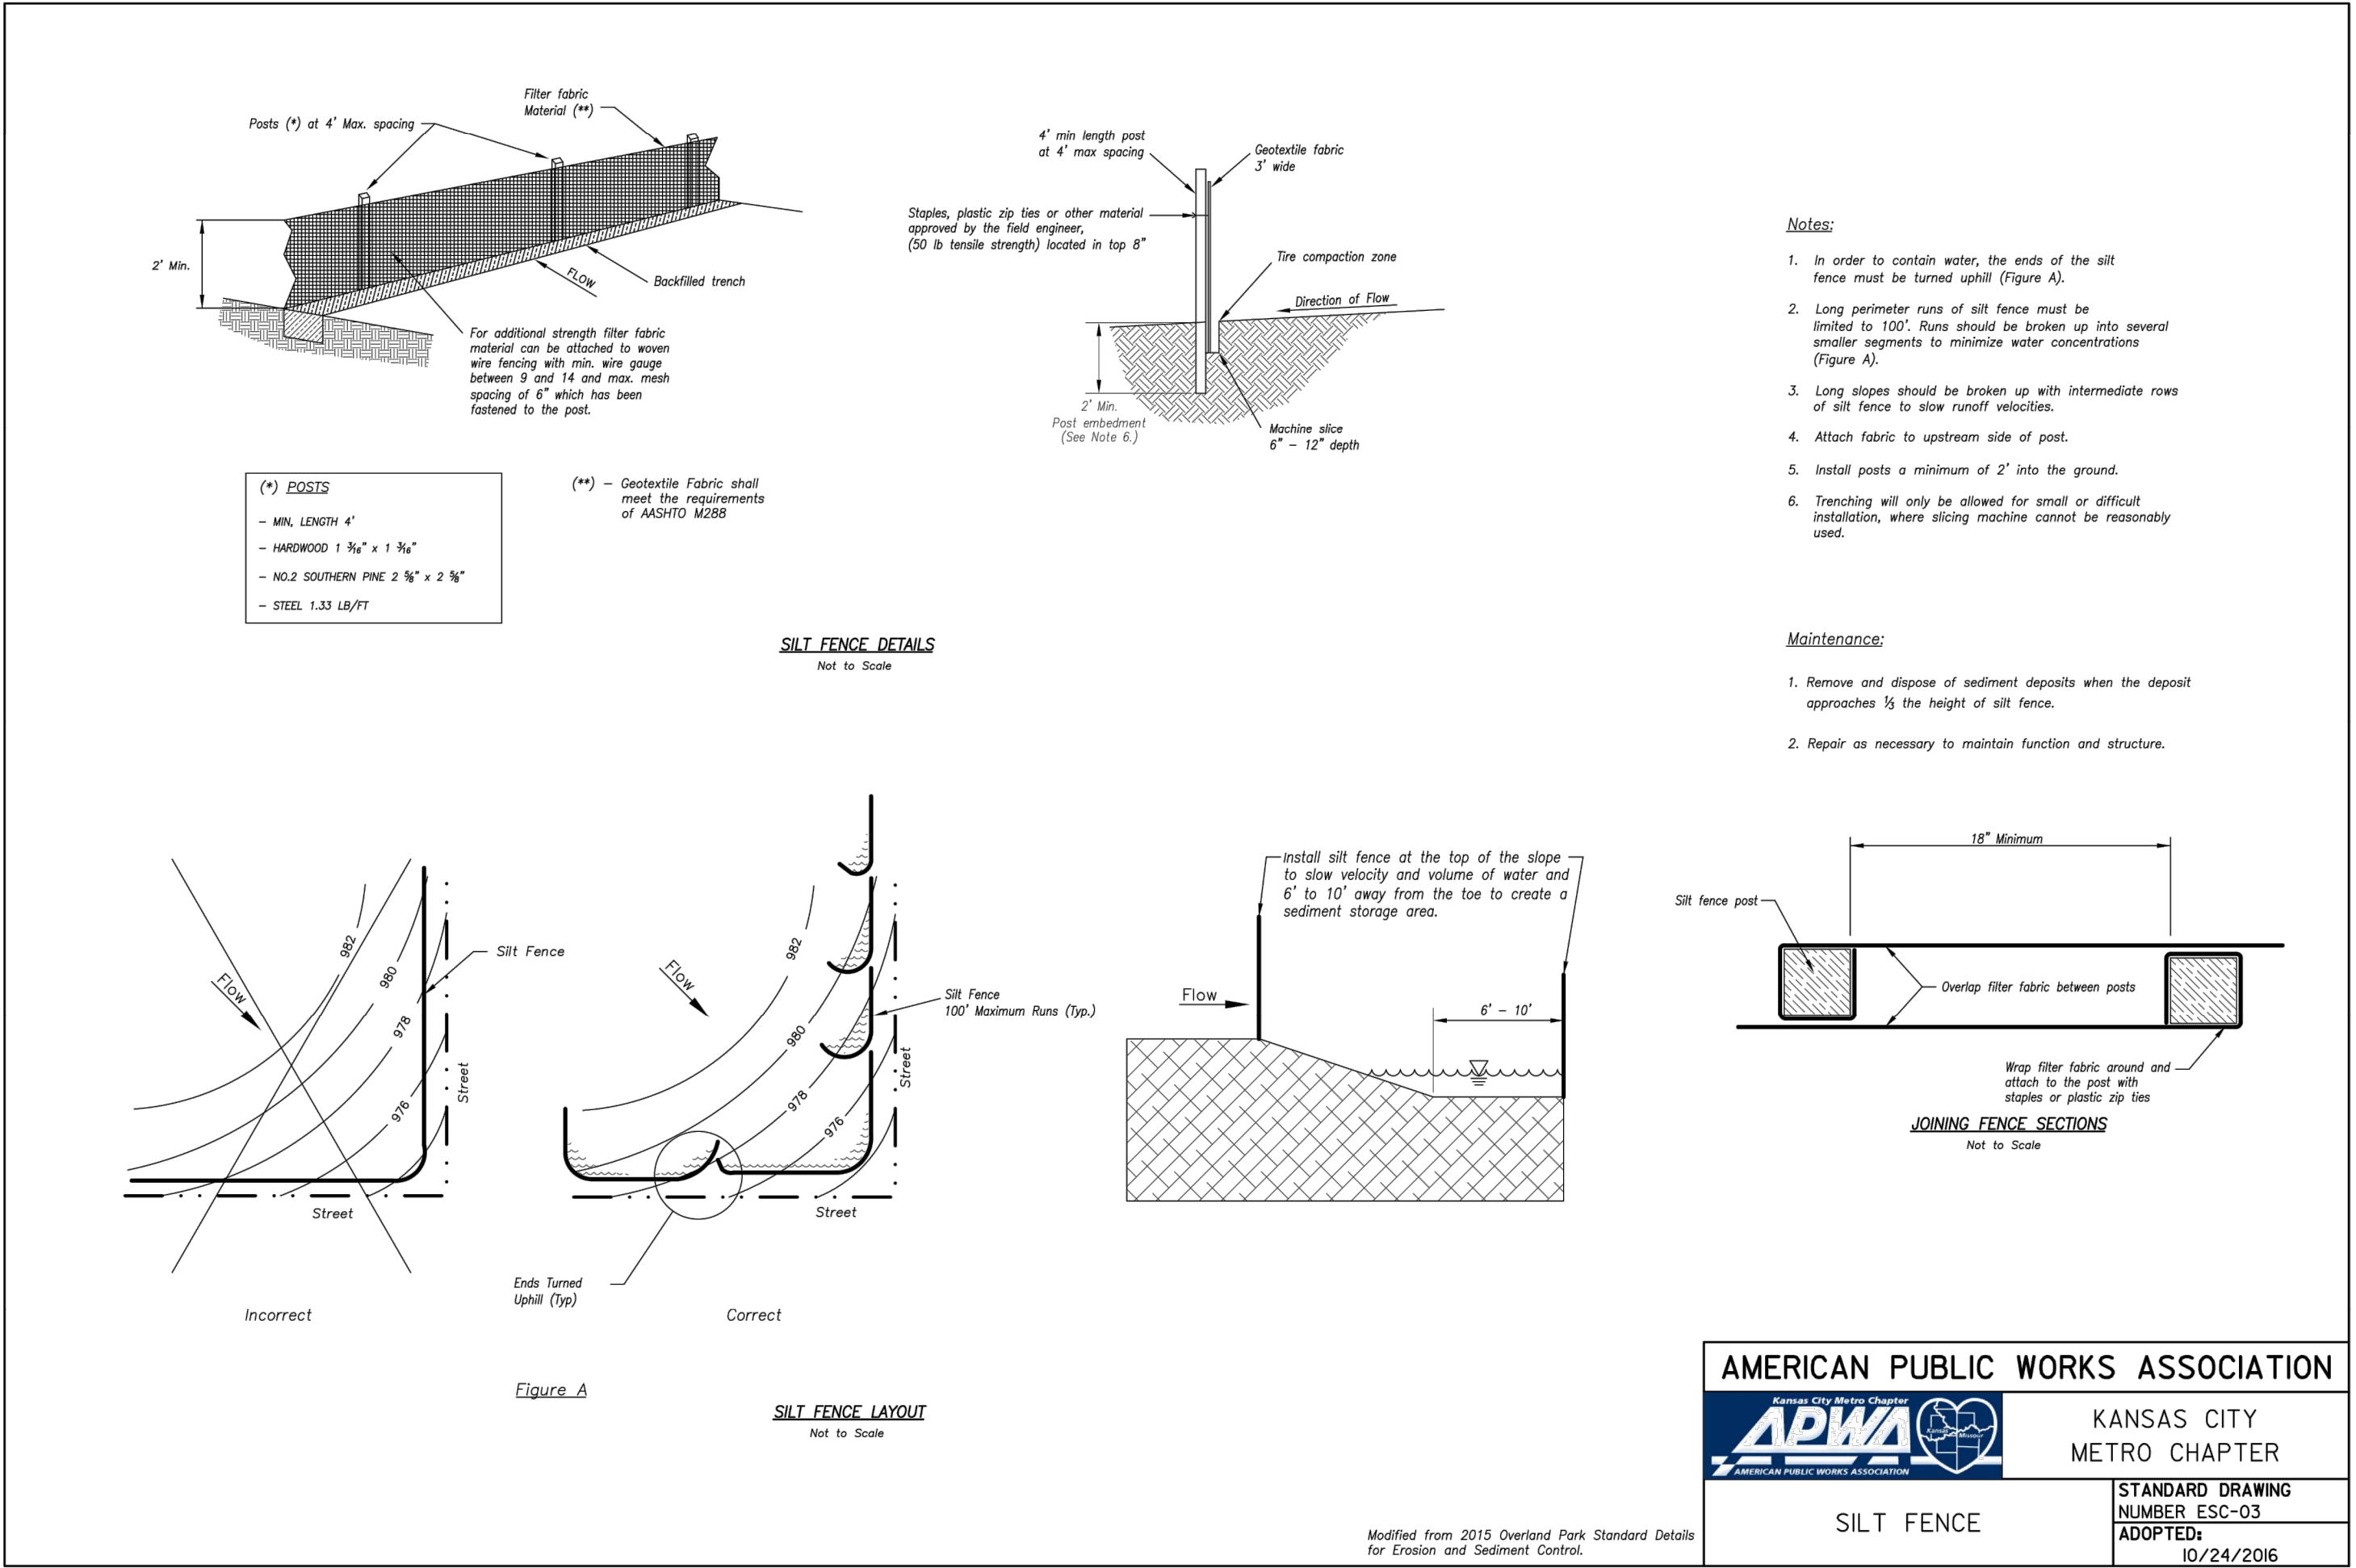 Filter fabric
Material (**)
Posts (*) at 4' Max. spacing
2' Min.
FLOW
Backfilled trench
For additional strength filter fabric
material can be attached to woven
wire fencing with min. wire gauge
between 9 and 14 and max. mesh
spacing of 6" which has been
fastened to the post.
4' min length post
at 4' max spacing
Geotextile fabric
3' wide
Staples, plastic zip ties or other material
approved by the field engineer,
(50 lb tensile strength) located in top 8"
Tire compaction zone
Direction of Flow
2' Min.
Post embedment
(See Note 6.)
Machine slice
6" – 12" depth
(*) POSTS
– MIN, LENGTH 4'
– HARDWOOD 1 3/16" x 1 3/16"
– NO.2 SOUTHERN PINE 2 5/8" x 2 5/8"
– STEEL 1.33 LB/FT
(**) – Geotextile Fabric shall
meet the requirements
of AASHTO M288
SILT FENCE DETAILS
Not to Scale
Notes:
1. In order to contain water, the ends of the silt
fence must be turned uphill (Figure A).
2. Long perimeter runs of silt fence must be
limited to 100'. Runs should be broken up into several
smaller segments to minimize water concentrations
(Figure A).
3. Long slopes should be broken up with intermediate rows
of silt fence to slow runoff velocities.
4. Attach fabric to upstream side of post.
5. Install posts a minimum of 2' into the ground.
6. Trenching will only be allowed for small or difficult
installation, where slicing machine cannot be reasonably
used.
Maintenance:
1. Remove and dispose of sediment deposits when the deposit
approaches 1/3 the height of silt fence.
2. Repair as necessary to maintain function and structure.
982
980
978
976
Flow
Silt Fence
Street
Street
Incorrect
982
980
978
976
Flow
Silt Fence
100' Maximum Runs (Typ.)
Street
Street
Ends Turned
Uphill (Typ)
Correct
Figure A
SILT FENCE LAYOUT
Not to Scale
Install silt fence at the top of the slope
to slow velocity and volume of water and
6' to 10' away from the toe to create a
sediment storage area.
Flow
6' – 10'
18" Minimum
Silt fence post
Overlap filter fabric between posts
Wrap filter fabric around and
attach to the post with
staples or plastic zip ties
JOINING FENCE SECTIONS
Not to Scale
Modified from 2015 Overland Park Standard Details
for Erosion and Sediment Control.
AMERICAN PUBLIC WORKS ASSOCIATION
Kansas City Metro Chapter
APWA
Kansas
Missouri
AMERICAN PUBLIC WORKS ASSOCIATION
KANSAS CITY
METRO CHAPTER
SILT FENCE
STANDARD DRAWING
NUMBER ESC-03
ADOPTED:
10/24/2016